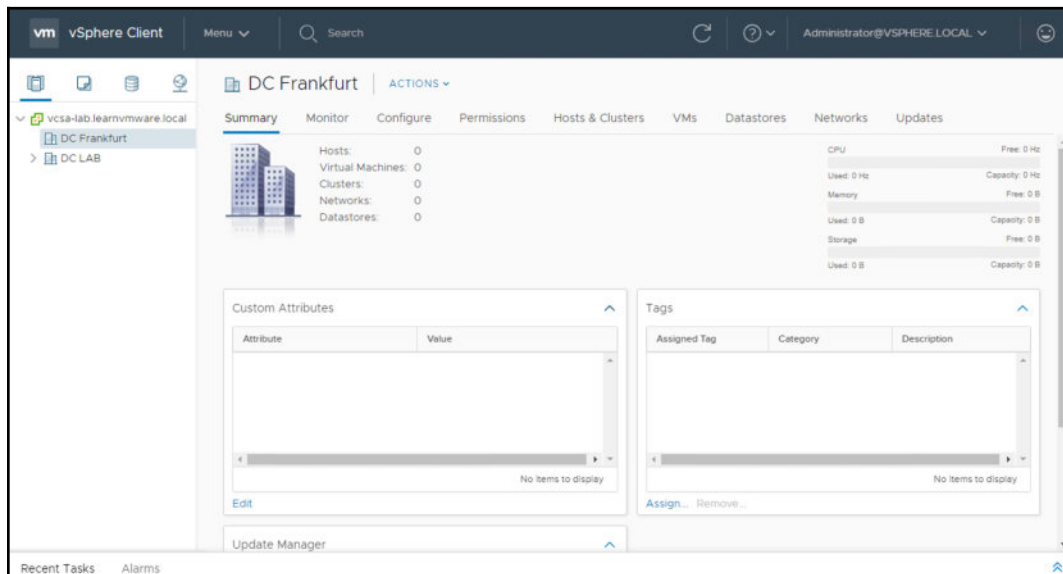 vm vSphere Client Menu Search Administrator@VSPHERE.LOCAL
DC Frankfurt ACTIONS
vcsa-lab.learnvmware.local
DC Frankfurt
DC LAB
Summary Monitor Configure Permissions Hosts & Clusters VMs Datastores Networks Updates
Hosts: 0
Virtual Machines: 0
Clusters: 0
Networks: 0
Datastores: 0
CPU Free: 0 Hz
Used: 0 Hz Capacity: 0 Hz
Memory Free: 0 B
Used: 0 B Capacity: 0 B
Storage Free: 0 B
Used: 0 B Capacity: 0 B
Custom Attributes
Attribute Value
No items to display
Edit
Tags
Assigned Tag Category Description
No items to display
Assign... Remove...
Update Manager
Recent Tasks Alarms